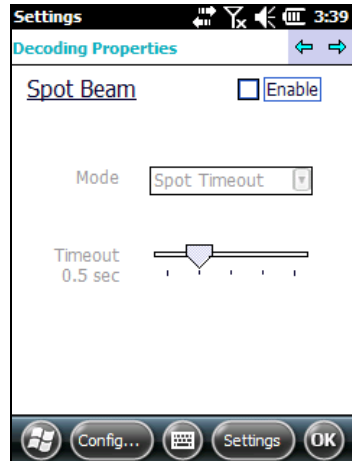 Settings 3:39
Decoding Properties
Spot Beam Enable
Mode Spot Timeout
Timeout
0.5 sec
Config... Settings OK